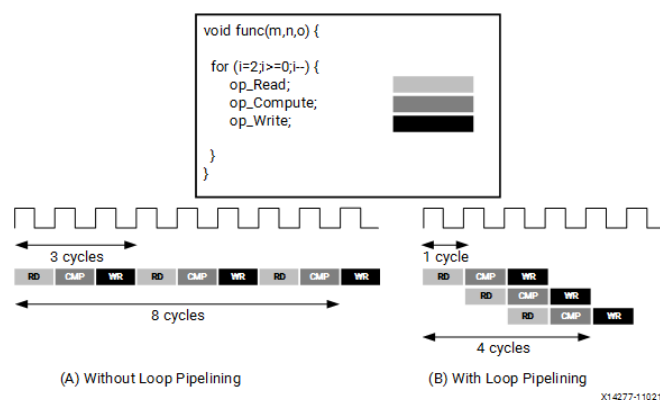 void func(m,n,o) {
for (i=2;i>=0;i--) {
op_Read;
op_Compute;
op_Write;
}
}
3 cycles
RD CMP WR RD CMP WR RD CMP WR
8 cycles
(A) Without Loop Pipelining
1 cycle
RD CMP WR
RD CMP WR
RD CMP WR
4 cycles
(B) With Loop Pipelining